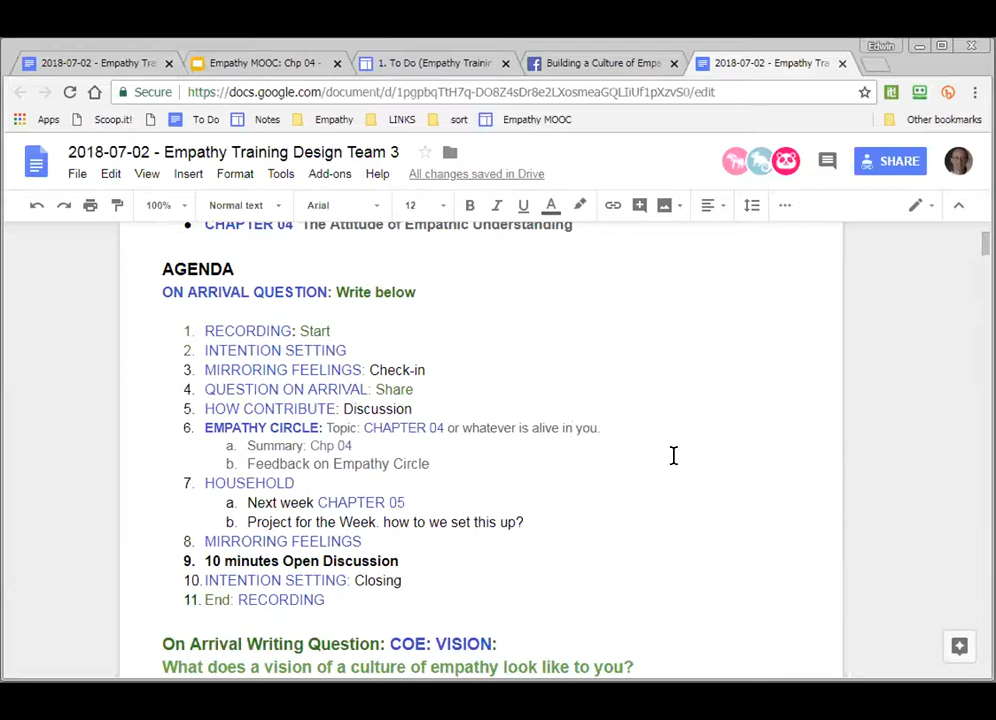 Edwin
2018-07-02 - Empathy Tra
Empathy MOOC: Chp 04 -
1. To Do (Empathy Trainin
Building a Culture of Empa
2018-07-02 - Empathy Tra
Secure
https://docs.google.com/document/d/1pgpbqTtH7q-DO8Z4sDr8e2LXosmeaGQLIiUf1pXzvS0/edit
Apps
Scoop.it!
To Do
Notes
Empathy
LINKS
sort
Empathy MOOC
Other bookmarks
2018-07-02 - Empathy Training Design Team 3
SHARE
File Edit View Insert Format Tools Add-ons Help All changes saved in Drive
100% Normal text Arial 12 B I U A
• CHAPTER 04 The Attitude of Empathic Understanding
AGENDA
ON ARRIVAL QUESTION: Write below
1. RECORDING: Start
2. INTENTION SETTING
3. MIRRORING FEELINGS: Check-in
4. QUESTION ON ARRIVAL: Share
5. HOW CONTRIBUTE: Discussion
6. EMPATHY CIRCLE: Topic: CHAPTER 04 or whatever is alive in you.
a. Summary: Chp 04
b. Feedback on Empathy Circle
7. HOUSEHOLD
a. Next week CHAPTER 05
b. Project for the Week. how to we set this up?
8. MIRRORING FEELINGS
9. 10 minutes Open Discussion
10. INTENTION SETTING: Closing
11. End: RECORDING
On Arrival Writing Question: COE: VISION:
What does a vision of a culture of empathy look like to you?